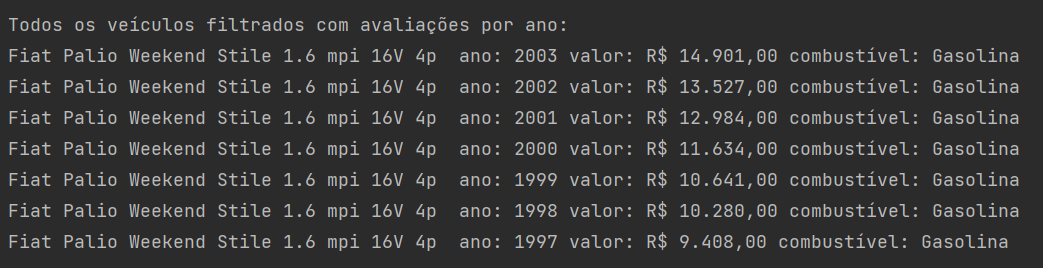 Todos os veículos filtrados com avaliações por ano:
Fiat Palio Weekend Stile 1.6 mpi 16V 4p  ano: 2003 valor: R$ 14.901,00 combustível: Gasolina
Fiat Palio Weekend Stile 1.6 mpi 16V 4p  ano: 2002 valor: R$ 13.527,00 combustível: Gasolina
Fiat Palio Weekend Stile 1.6 mpi 16V 4p  ano: 2001 valor: R$ 12.984,00 combustível: Gasolina
Fiat Palio Weekend Stile 1.6 mpi 16V 4p  ano: 2000 valor: R$ 11.634,00 combustível: Gasolina
Fiat Palio Weekend Stile 1.6 mpi 16V 4p  ano: 1999 valor: R$ 10.641,00 combustível: Gasolina
Fiat Palio Weekend Stile 1.6 mpi 16V 4p  ano: 1998 valor: R$ 10.280,00 combustível: Gasolina
Fiat Palio Weekend Stile 1.6 mpi 16V 4p  ano: 1997 valor: R$ 9.408,00 combustível: Gasolina